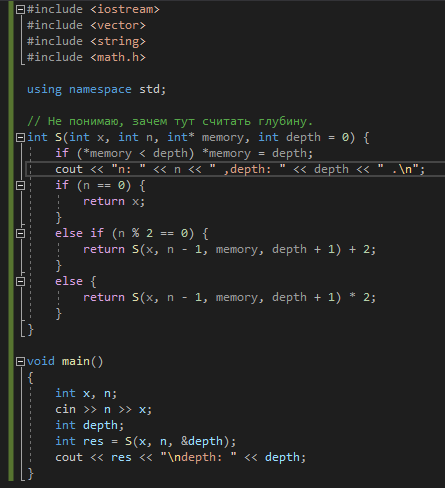 #include <iostream>
#include <vector>
#include <string>
#include <math.h>
using namespace std;
// Не понимаю, зачем тут считать глубину.
int S(int x, int n, int* memory, int depth = 0) {
if (*memory < depth) *memory = depth;
cout << "n: " << n << " ,depth: " << depth << " .\n";
if (n == 0) {
return x;
}
else if (n % 2 == 0) {
return S(x, n - 1, memory, depth + 1) + 2;
}
else {
return S(x, n - 1, memory, depth + 1) * 2;
}
}
void main()
{
int x, n;
cin >> n >> x;
int depth;
int res = S(x, n, &depth);
cout << res << "\ndepth: " << depth;
}